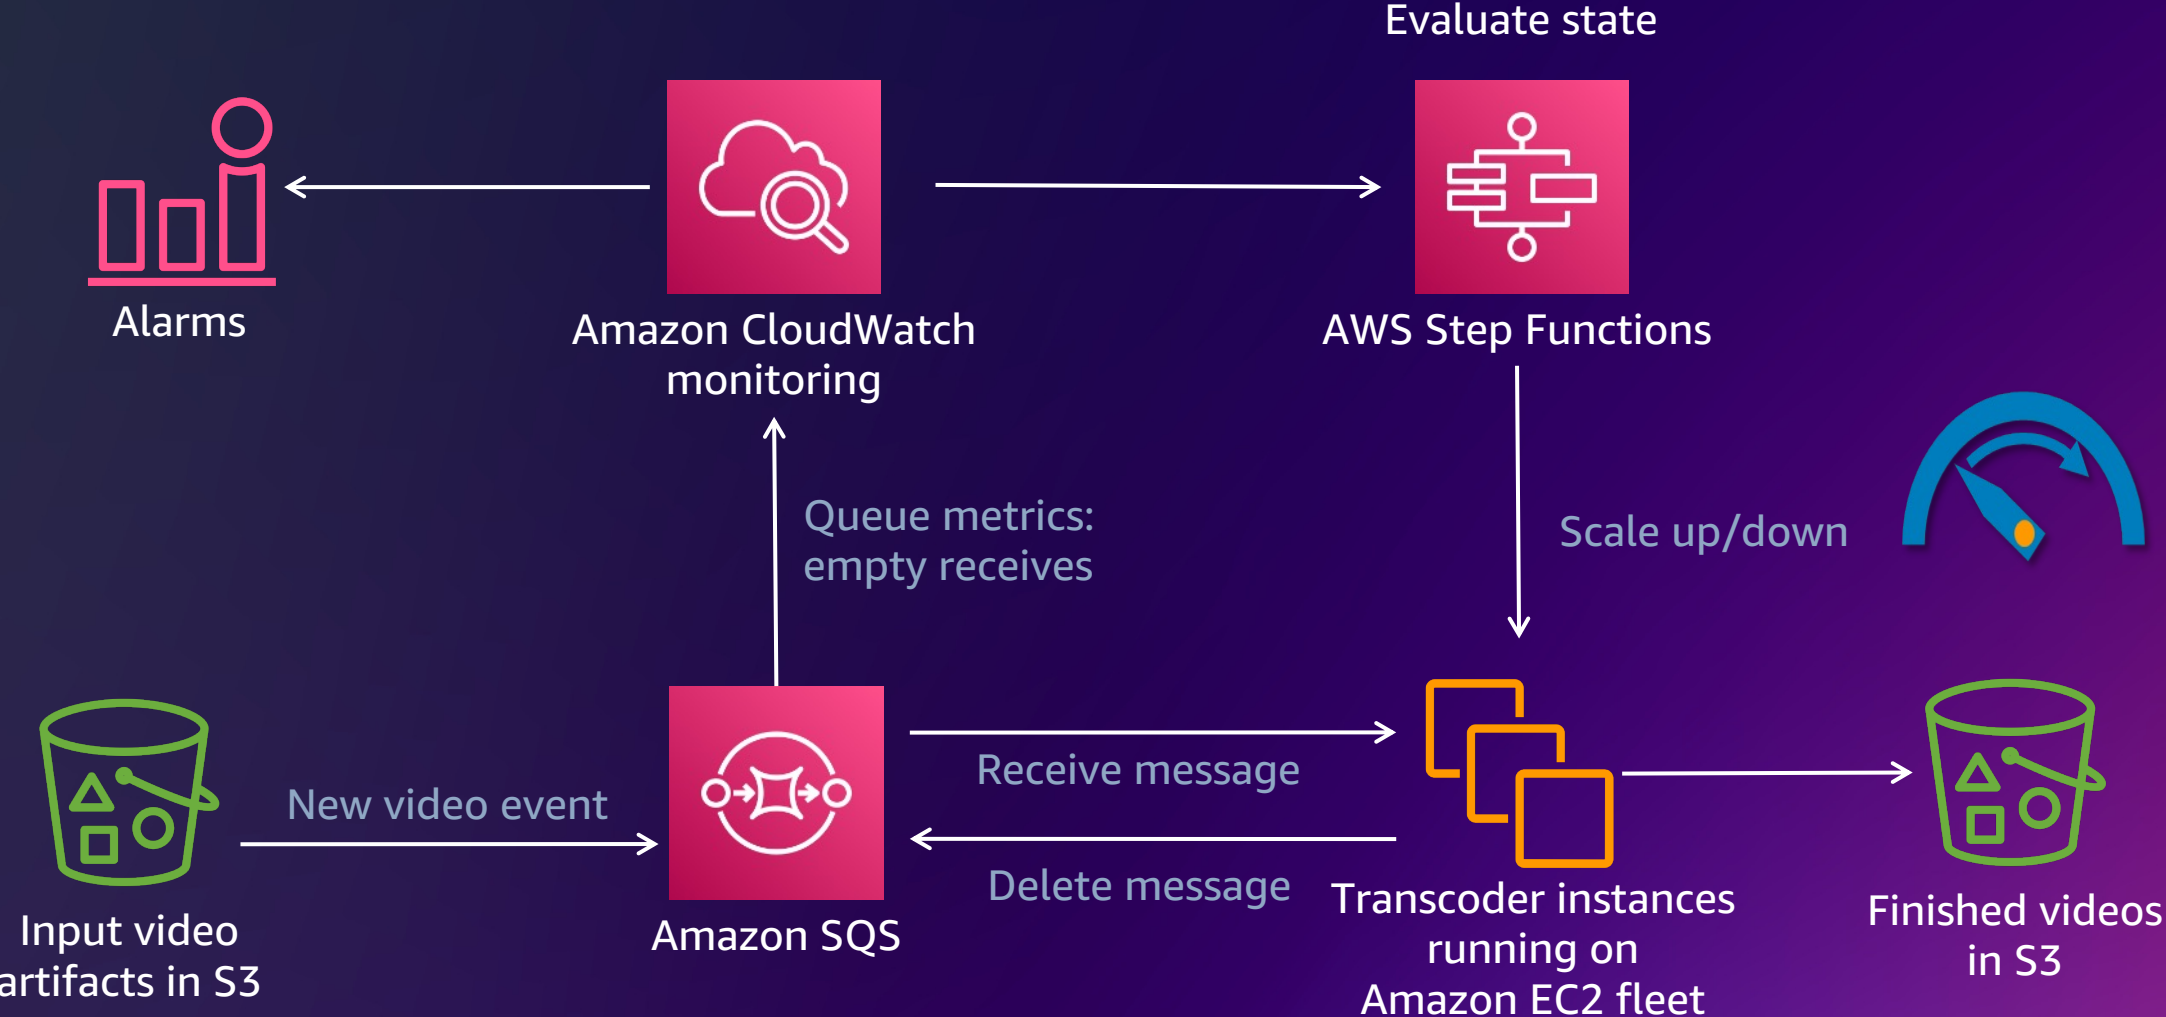 Evaluate state
Alarms
Amazon CloudWatch
monitoring
AWS Step Functions
Queue metrics:
empty receives
Scale up/down
New video event
Receive message
Delete message
Input video
artifacts in S3
Amazon SQS
Transcoder instances
running on
Amazon EC2 fleet
Finished videos
in S3